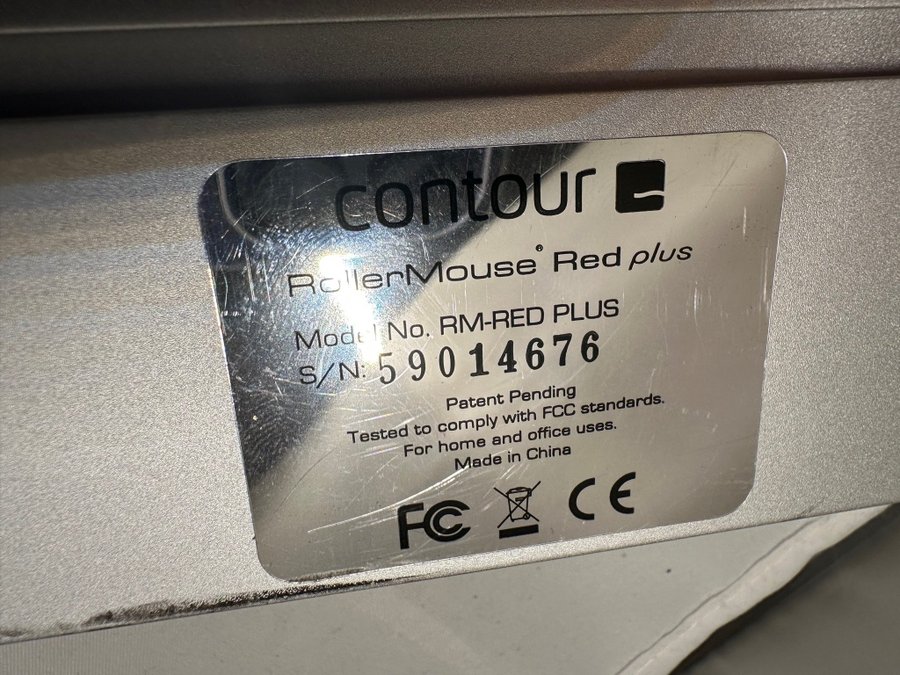 contour
RollerMouse® Red plus
Model No. RM-RED PLUS
S/N: 59014676
Patent Pending
Tested to comply with FCC standards.
For home and office uses.
Made in China
FC CE